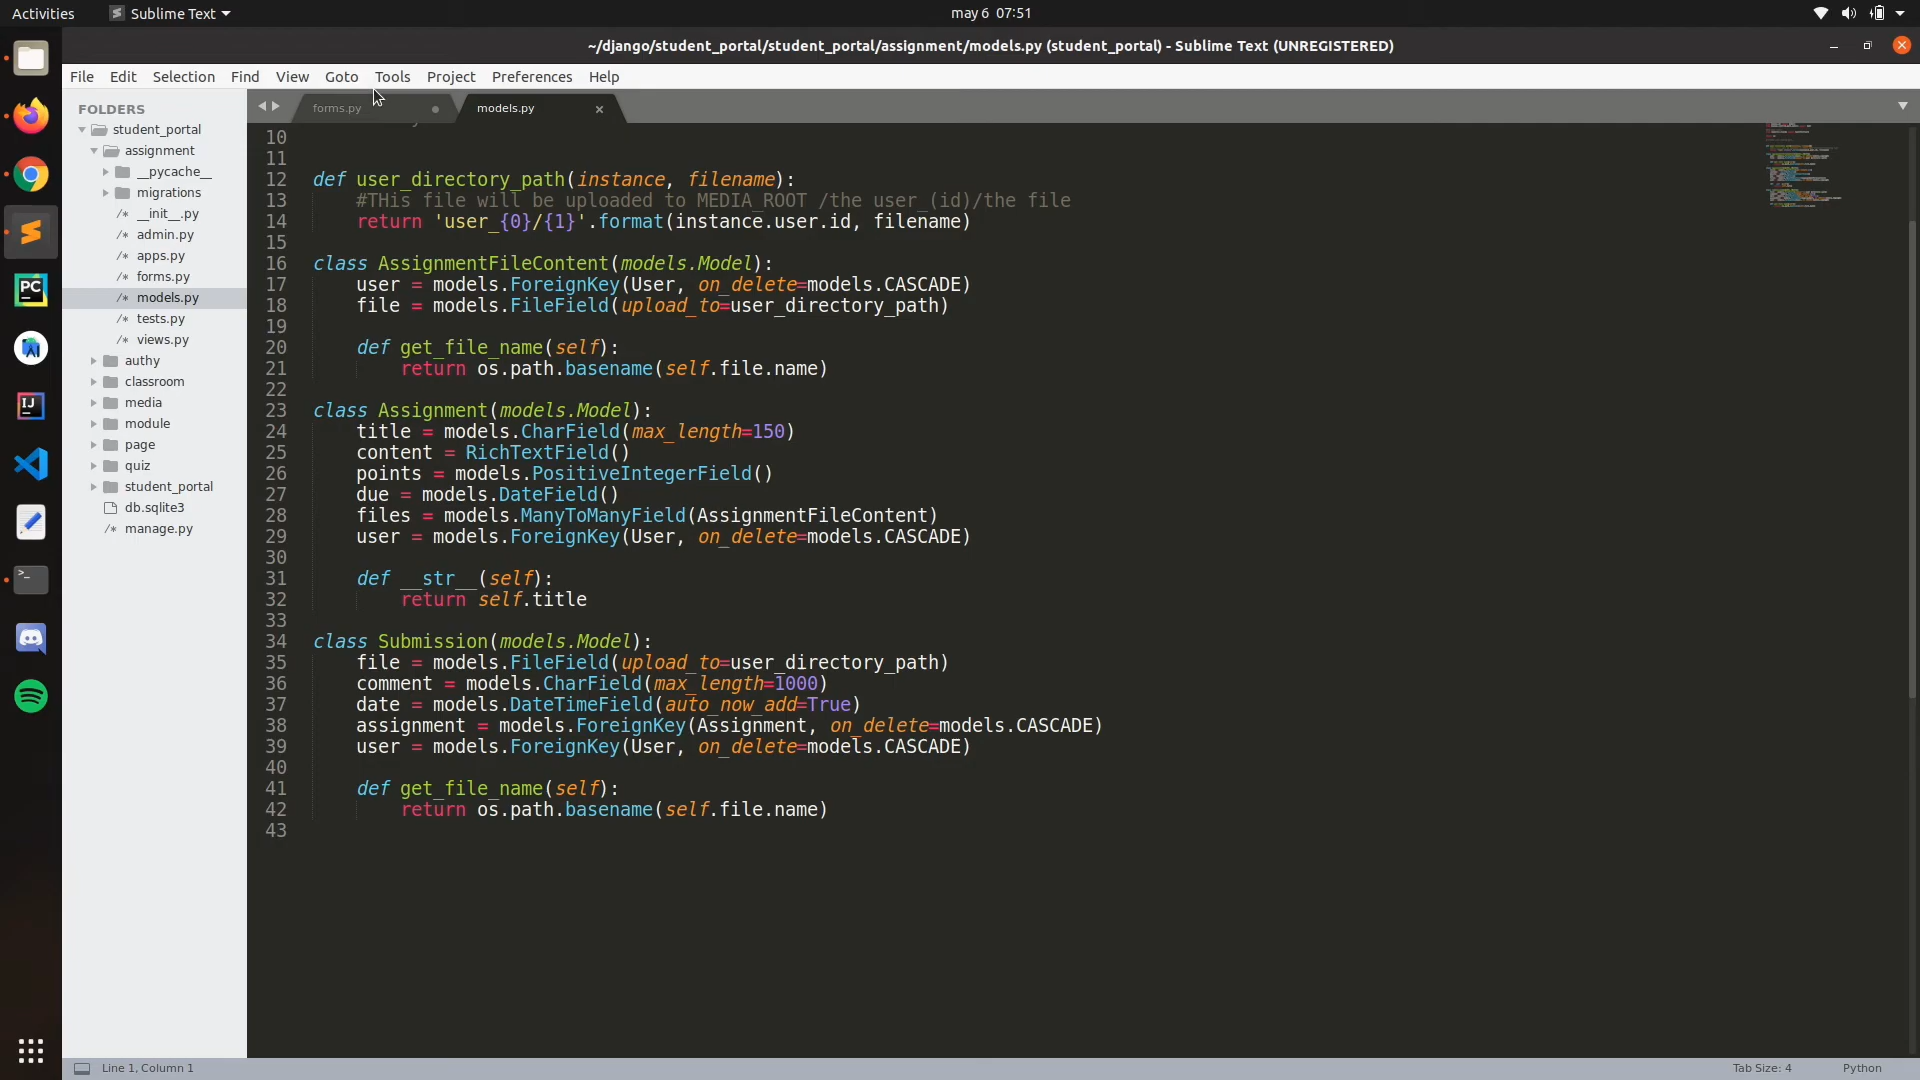 Activities
Sublime Text
may 6 07:51
~/django/student_portal/student_portal/assignment/models.py (student_portal) - Sublime Text (UNREGISTERED)
File Edit Selection Find View Goto Tools Project Preferences Help
FOLDERS
student_portal
assignment
__pycache__
migrations
/* __init__.py
/* admin.py
/* apps.py
/* forms.py
/* models.py
/* tests.py
/* views.py
authy
classroom
media
module
page
quiz
student_portal
db.sqlite3
/* manage.py
forms.py
models.py
10
11
12 def user_directory_path(instance, filename):
13     #THis file will be uploaded to MEDIA_ROOT /the user_(id)/the file
14     return 'user_{0}/{1}'.format(instance.user.id, filename)
15
16 class AssignmentFileContent(models.Model):
17     user = models.ForeignKey(User, on_delete=models.CASCADE)
18     file = models.FileField(upload_to=user_directory_path)
19
20     def get_file_name(self):
21         return os.path.basename(self.file.name)
22
23 class Assignment(models.Model):
24     title = models.CharField(max_length=150)
25     content = RichTextField()
26     points = models.PositiveIntegerField()
27     due = models.DateField()
28     files = models.ManyToManyField(AssignmentFileContent)
29     user = models.ForeignKey(User, on_delete=models.CASCADE)
30
31     def __str__(self):
32         return self.title
33
34 class Submission(models.Model):
35     file = models.FileField(upload_to=user_directory_path)
36     comment = models.CharField(max_length=1000)
37     date = models.DateTimeField(auto_now_add=True)
38     assignment = models.ForeignKey(Assignment, on_delete=models.CASCADE)
39     user = models.ForeignKey(User, on_delete=models.CASCADE)
40
41     def get_file_name(self):
42         return os.path.basename(self.file.name)
43
PC
IJ
>_
Line 1, Column 1
Tab Size: 4
Python